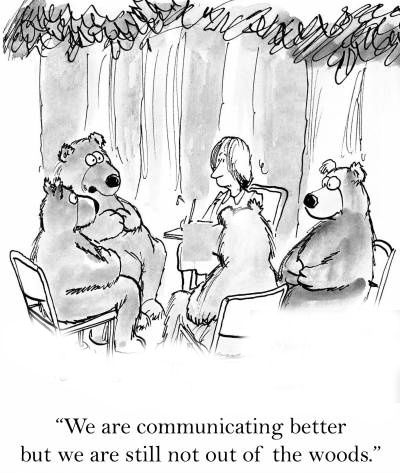 “We are communicating better
but we are still not out of the woods.”